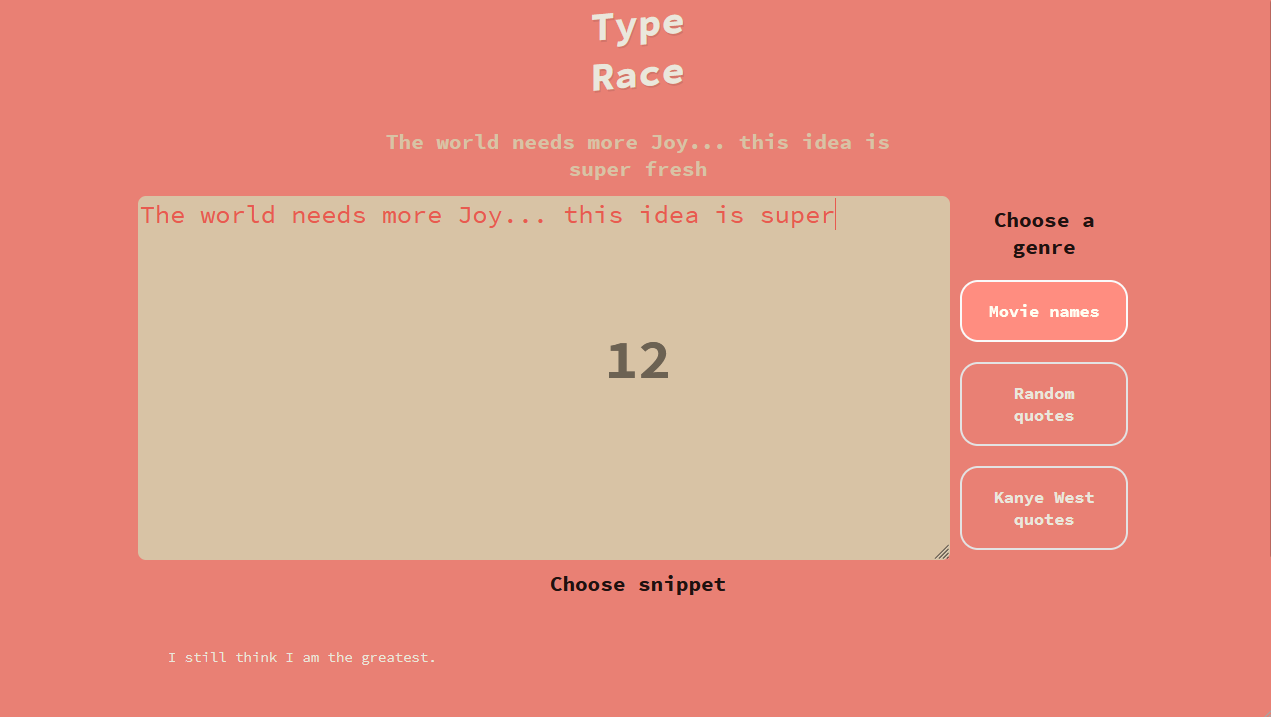 Type
Race
The world needs more Joy... this idea is
super fresh
The world needs more Joy... this idea is super
12
Choose a
genre
Movie names
Random
quotes
Kanye West
quotes
Choose snippet
I still think I am the greatest.